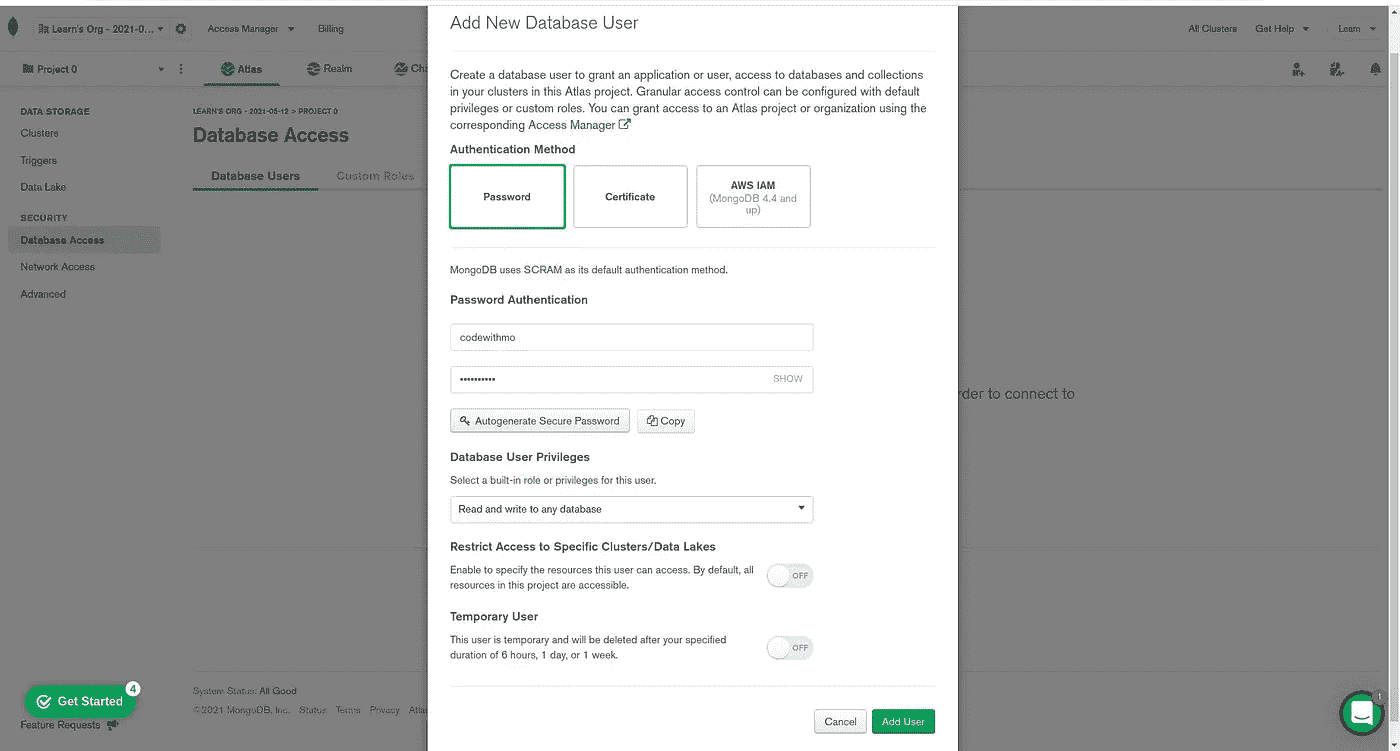 Learn's Org - 2021-0...
Access Manager
Billing
All Clusters
Get Help
Learn
Project 0
Atlas
Realm
DATA STORAGE
Clusters
Triggers
Data Lake
SECURITY
Database Access
Network Access
Advanced
LEARN'S ORG - 2021-05-12 > PROJECT 0
Database Access
Database Users
Custom Roles
Add New Database User
Create a database user to grant an application or user, access to databases and collections
in your clusters in this Atlas project. Granular access control can be configured with default
privileges or custom roles. You can grant access to an Atlas project or organization using the
corresponding Access Manager
Authentication Method
Password
Certificate
AWS IAM
(MongoDB 4.4 and
up)
MongoDB uses SCRAM as its default authentication method.
Password Authentication
codewithmo
••••••••••
SHOW
Autogenerate Secure Password
Copy
Database User Privileges
Select a built-in role or privileges for this user.
Read and write to any database
Restrict Access to Specific Clusters/Data Lakes
Enable to specify the resources this user can access. By default, all
resources in this project are accessible.
OFF
Temporary User
This user is temporary and will be deleted after your specified
duration of 6 hours, 1 day, or 1 week.
OFF
Cancel
Add User
order to connect to
System Status: All Good
©2021 MongoDB, Inc.
Status
Terms
Privacy
Get Started
4
Feature Requests
1